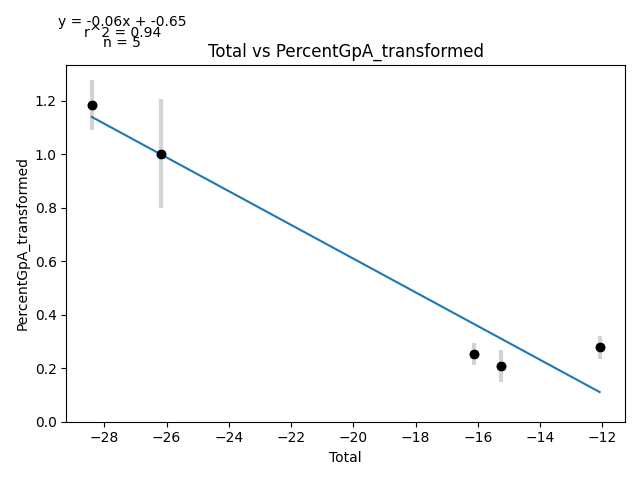 y = -0.06x + -0.65
r^2 = 0.94
n = 5
Total vs PercentGpA_transformed
PercentGpA_transformed
1.2
1.0
0.8
0.6
0.4
0.2
0.0
−28
−26
−24
−22
−20
−18
−16
−14
−12
Total